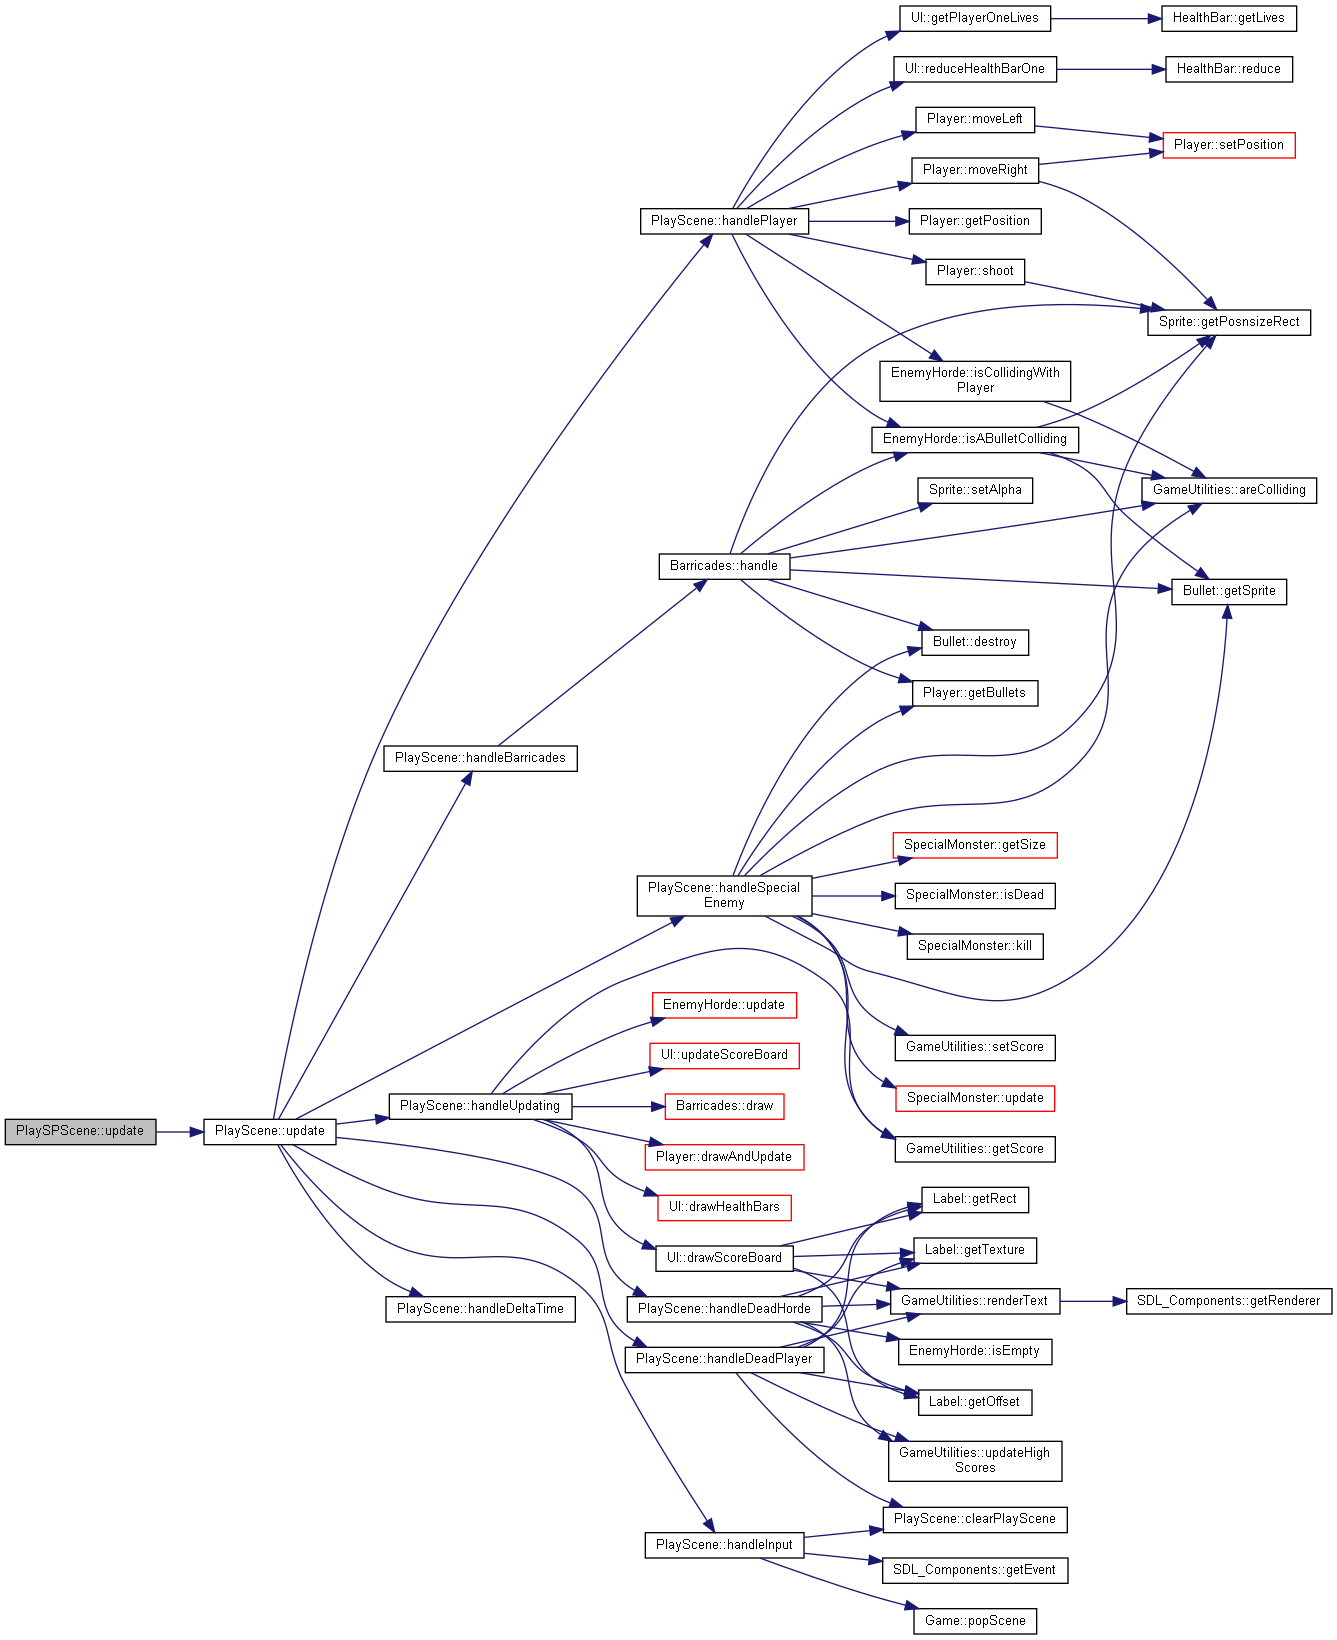 UI::getPlayerOneLives
HealthBar::getLives
UI::reduceHealthBarOne
HealthBar::reduce
Player::moveLeft
Player::setPosition
Player::moveRight
PlayScene::handlePlayer
Player::getPosition
Player::shoot
Sprite::getPosnsizeRect
EnemyHorde::isCollidingWith
Player
EnemyHorde::isABulletColliding
Sprite::setAlpha
GameUtilities::areColliding
Barricades::handle
Bullet::getSprite
Bullet::destroy
Player::getBullets
PlayScene::handleBarricades
SpecialMonster::getSize
PlayScene::handleSpecial
Enemy
SpecialMonster::isDead
SpecialMonster::kill
EnemyHorde::update
GameUtilities::setScore
UI::updateScoreBoard
SpecialMonster::update
PlayScene::handleUpdating
Barricades::draw
PlaySPScene::update
PlayScene::update
Player::drawAndUpdate
GameUtilities::getScore
UI::drawHealthBars
Label::getRect
UI::drawScoreBoard
Label::getTexture
PlayScene::handleDeltaTime
PlayScene::handleDeadHorde
GameUtilities::renderText
SDL_Components::getRenderer
PlayScene::handleDeadPlayer
EnemyHorde::isEmpty
Label::getOffset
GameUtilities::updateHigh
Scores
PlayScene::clearPlayScene
PlayScene::handleInput
SDL_Components::getEvent
Game::popScene